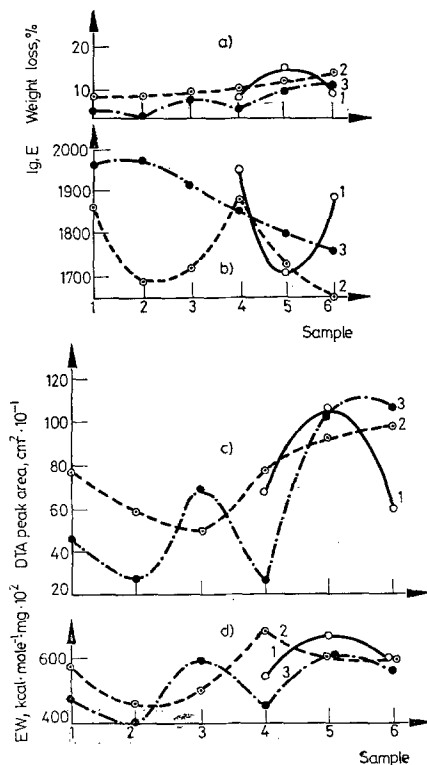 Weight loss, %
a)
20
10
2
3
1
lg, E
2000
1900
1800
1700
b)
1
3
2
1 2 3 4 5 6
Sample
DTA peak area, cm² · 10⁻¹
120
100
80
60
40
20
c)
3
2
1
EW, kcal · mole⁻¹ mg · 10²
600
400
d)
2
1
3
1 2 3 4 5 6
Sample